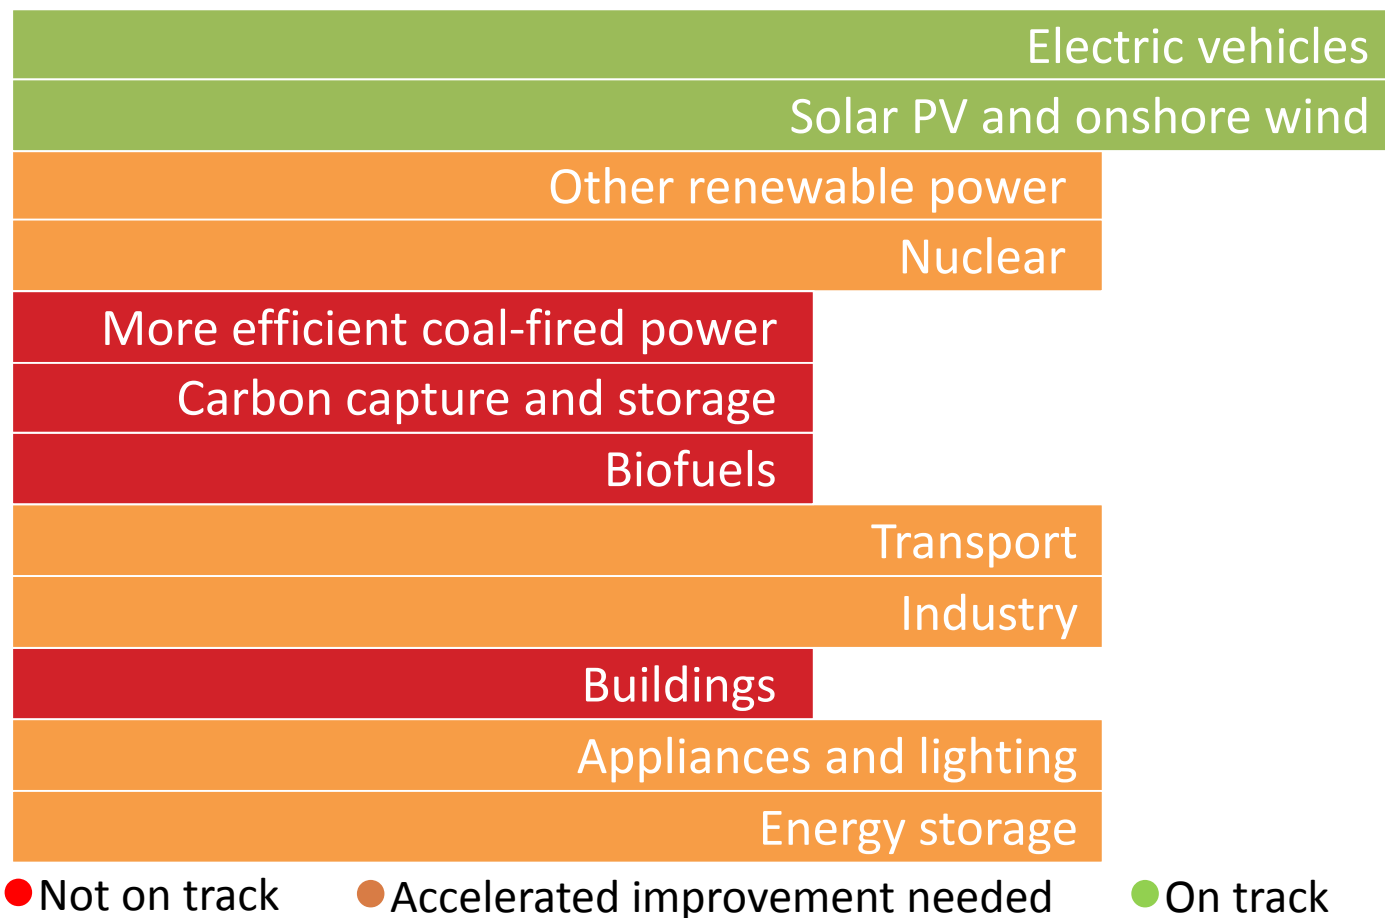 Electric vehicles
Solar PV and onshore wind
Other renewable power
Nuclear
More efficient coal-fired power
Carbon capture and storage
Biofuels
Transport
Industry
Buildings
Appliances and lighting
Energy storage
Not on track Accelerated improvement needed On track